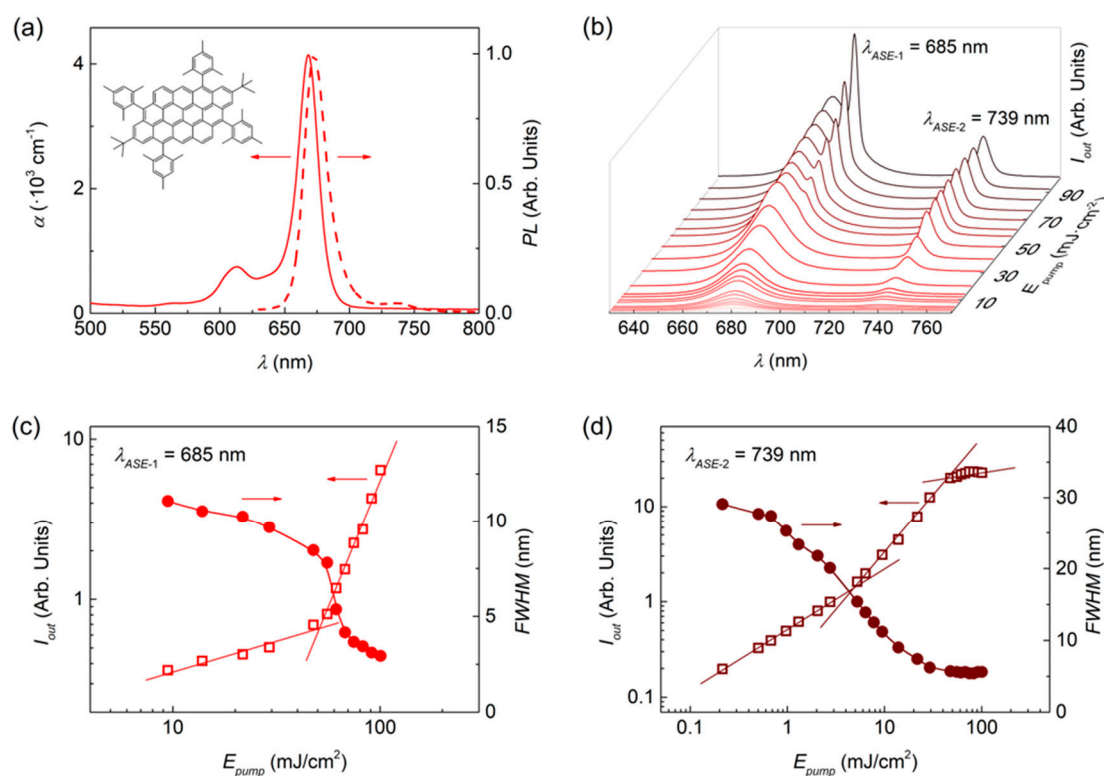 (a)
α (·10³ cm⁻¹)
4
2
0
500 550 600 650 700 750 800
λ (nm)
1.0
0.5
0.0
PL (Arb. Units)
(b)
λASE-1 = 685 nm
λASE-2 = 739 nm
I out (Arb. Units)
90
70
50
30
10
E pump (mJ·cm⁻²)
640 660 680 700 720 740 760
λ (nm)
(c)
λASE-1 = 685 nm
Iout (Arb. Units)
10
1
15
10
5
0
FWHM (nm)
10 100
Epump (mJ/cm²)
(d)
λASE-2 = 739 nm
Iout (Arb. Units)
10
1
0.1
40
30
20
10
0
FWHM (nm)
0.1 1 10 100
Epump (mJ/cm²)